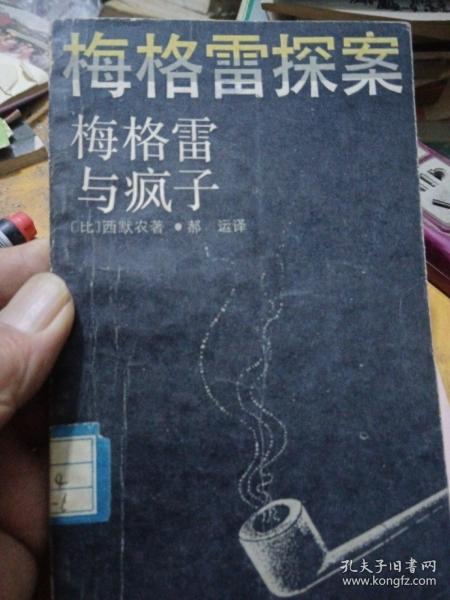 梅格雷探案
梅格雷
与疯子
〔比〕西默农著·郝 运译
孔夫子旧书网
www.kongfz.com